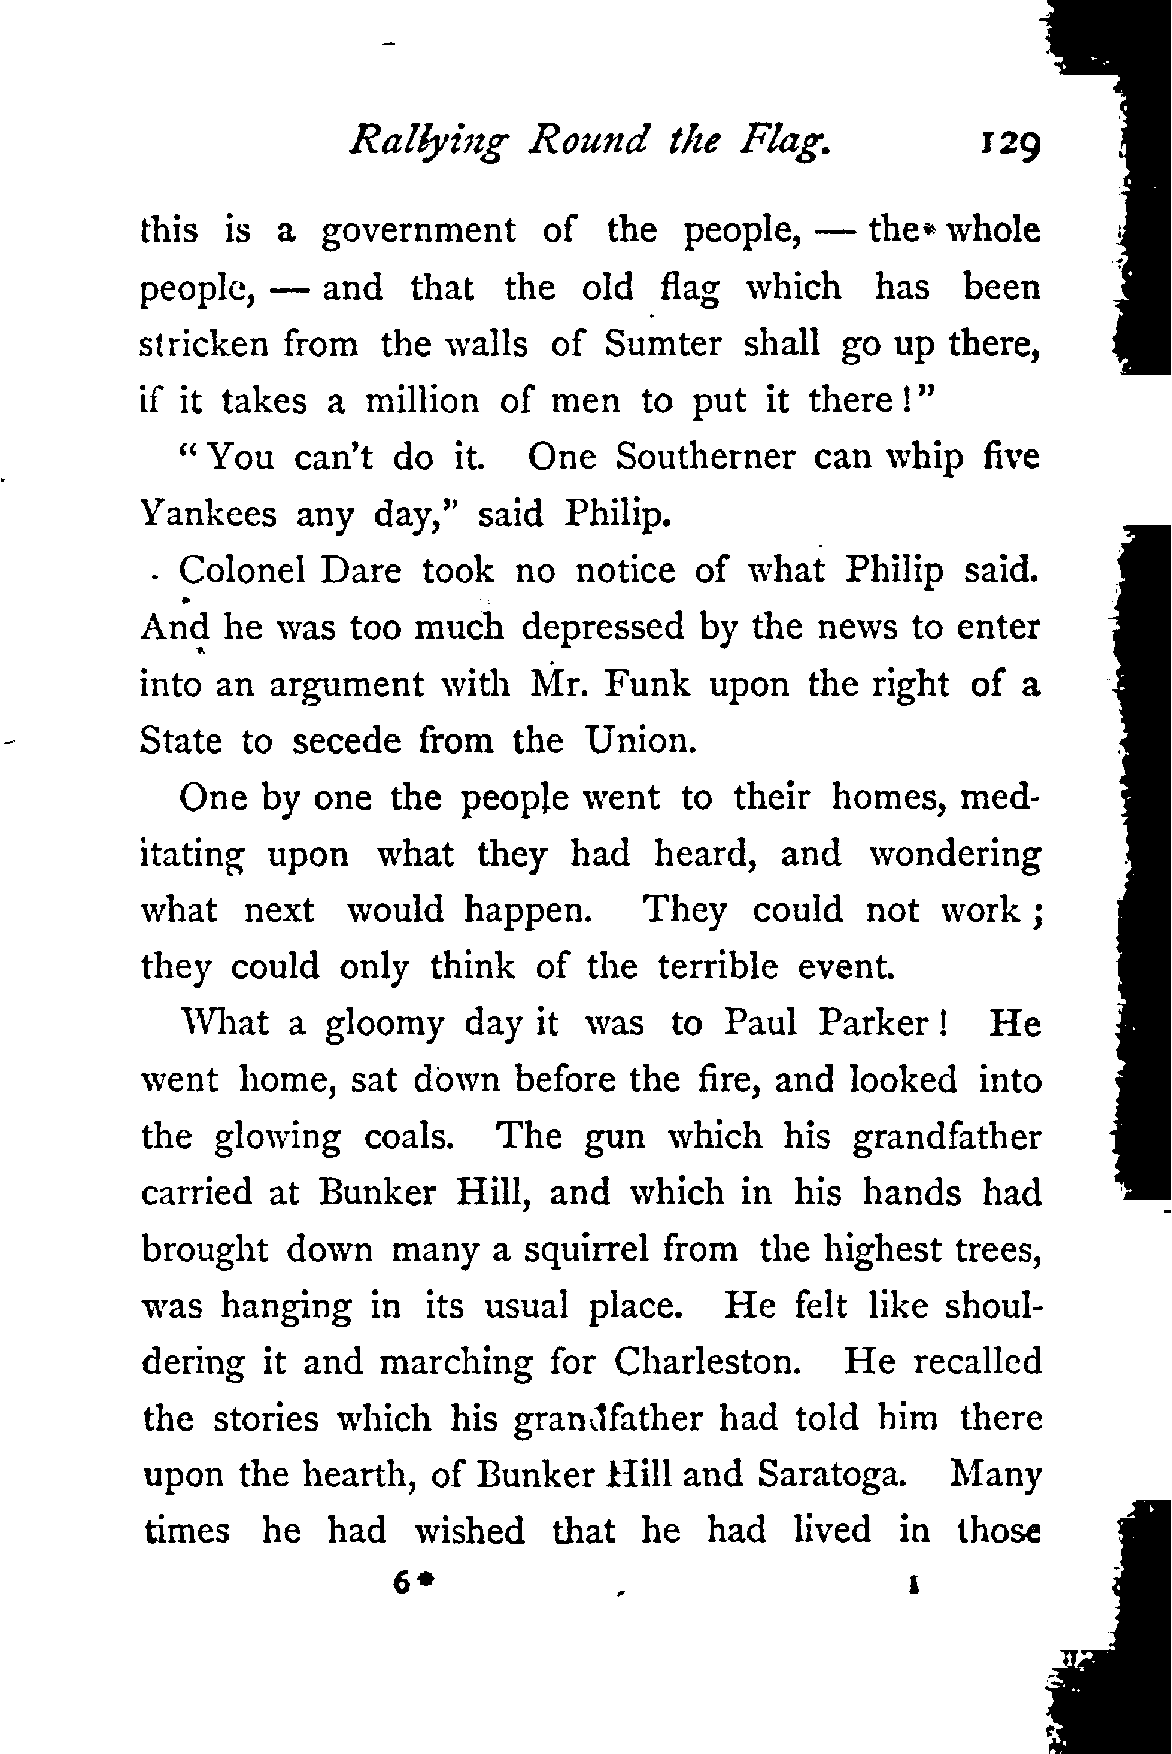 Rallying Round the Flag. 129
this is a government of the people, — the whole
people, — and that the old flag which has been
stricken from the walls of Sumter shall go up there,
if it takes a million of men to put it there!"
"You can't do it. One Southerner can whip five
Yankees any day," said Philip.
Colonel Dare took no notice of what Philip said.
And he was too much depressed by the news to enter
into an argument with Mr. Funk upon the right of a
State to secede from the Union.
One by one the people went to their homes, med-
itating upon what they had heard, and wondering
what next would happen. They could not work;
they could only think of the terrible event.
What a gloomy day it was to Paul Parker! He
went home, sat down before the fire, and looked into
the glowing coals. The gun which his grandfather
carried at Bunker Hill, and which in his hands had
brought down many a squirrel from the highest trees,
was hanging in its usual place. He felt like shoul-
dering it and marching for Charleston. He recalled
the stories which his grandfather had told him there
upon the hearth, of Bunker Hill and Saratoga. Many
times he had wished that he had lived in those
6* I